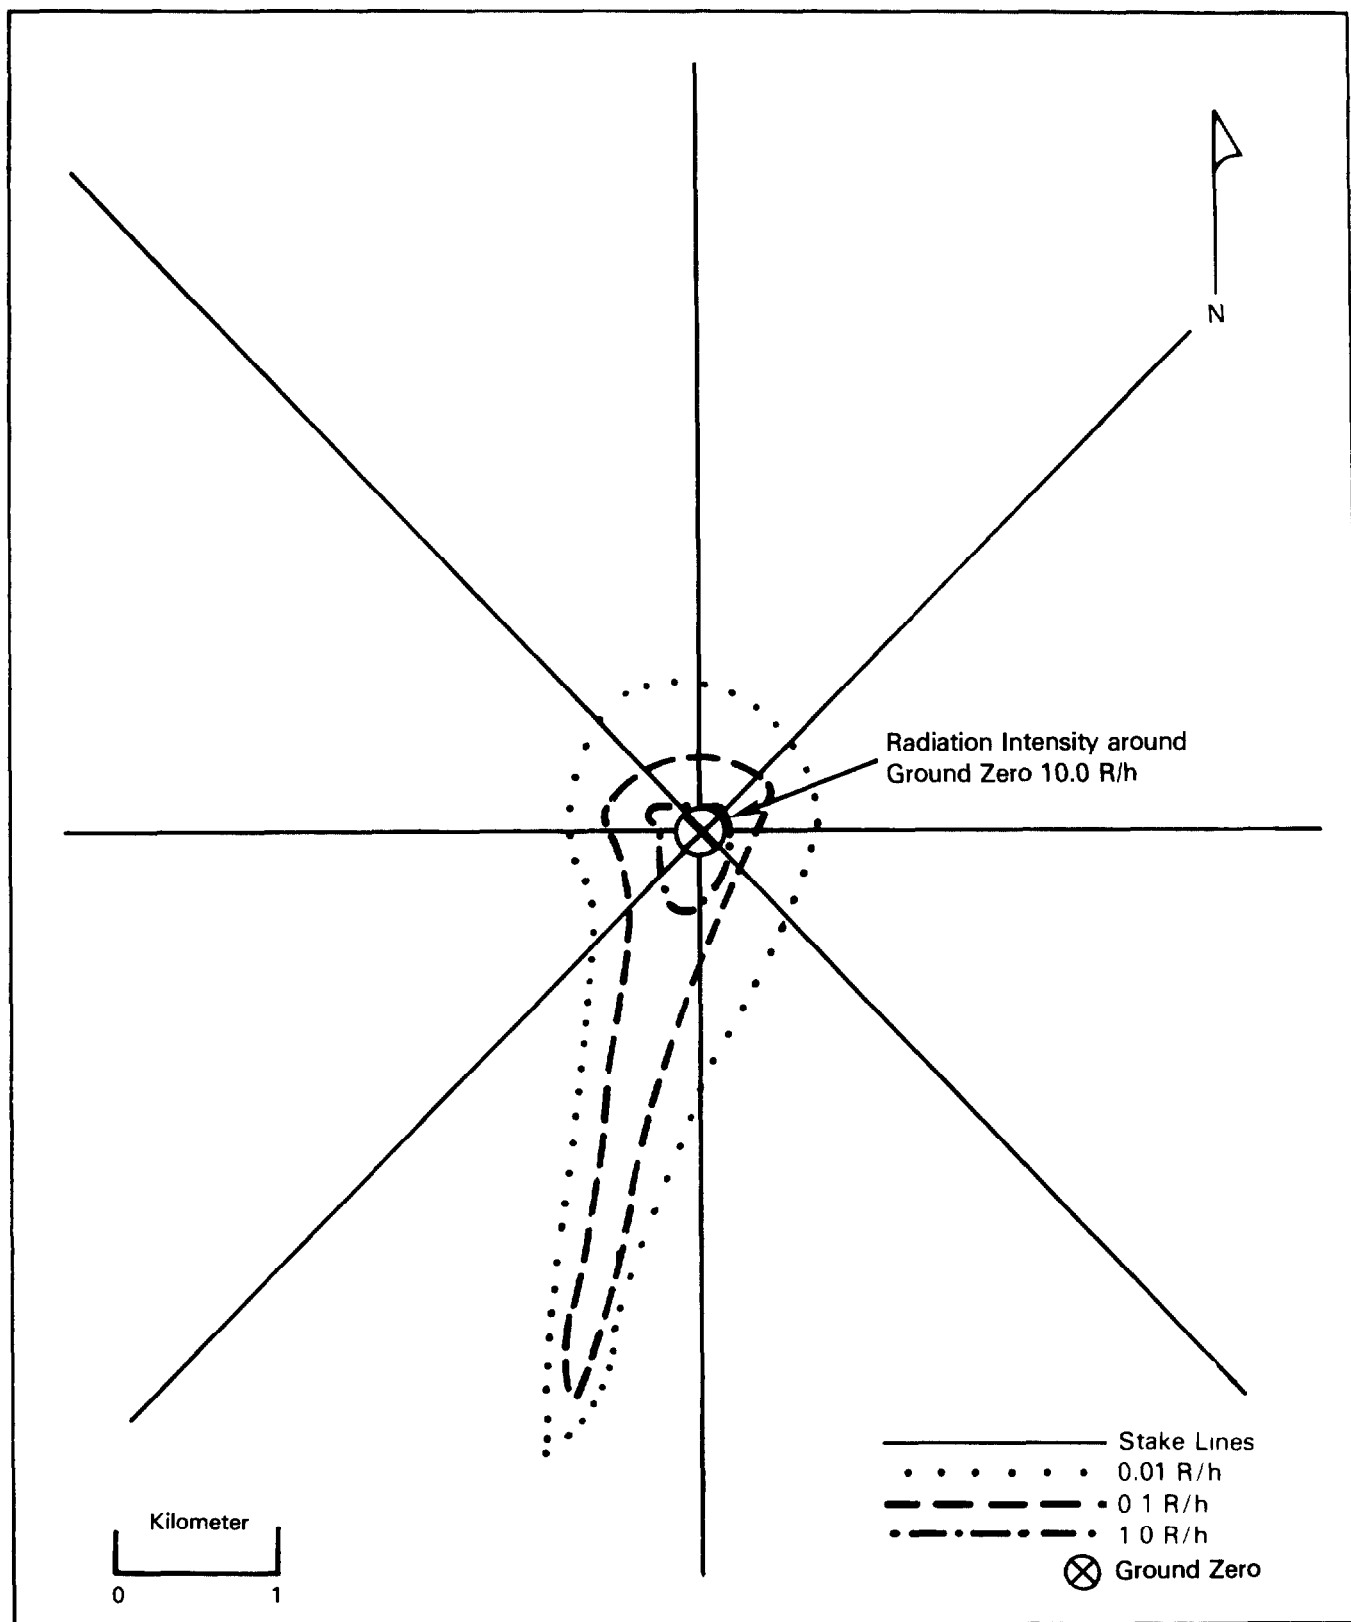 N
Radiation Intensity around
Ground Zero 10.0 R/h
Stake Lines
0.01 R/h
0 1 R/h
1 0 R/h
Ground Zero
Kilometer
0 1